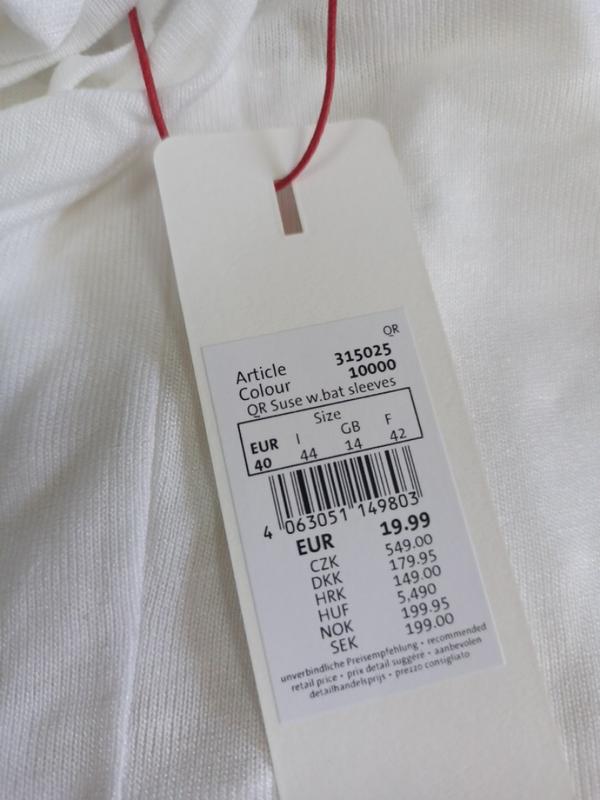 QR
Article 315025
Colour 10000
QR Suse w.bat sleeves
Size
EUR I GB F
40 44 14 42
4 063051 149803
EUR 19.99
CZK 549.00
DKK 179.95
HRK 149.00
HUF 5,490
NOK 199.95
SEK 199.00
unverbindliche Preisempfehlung • recommended
retail price • prix detail suggéré • aanbevolen
detailhandelsprijs • prezzo consigliato